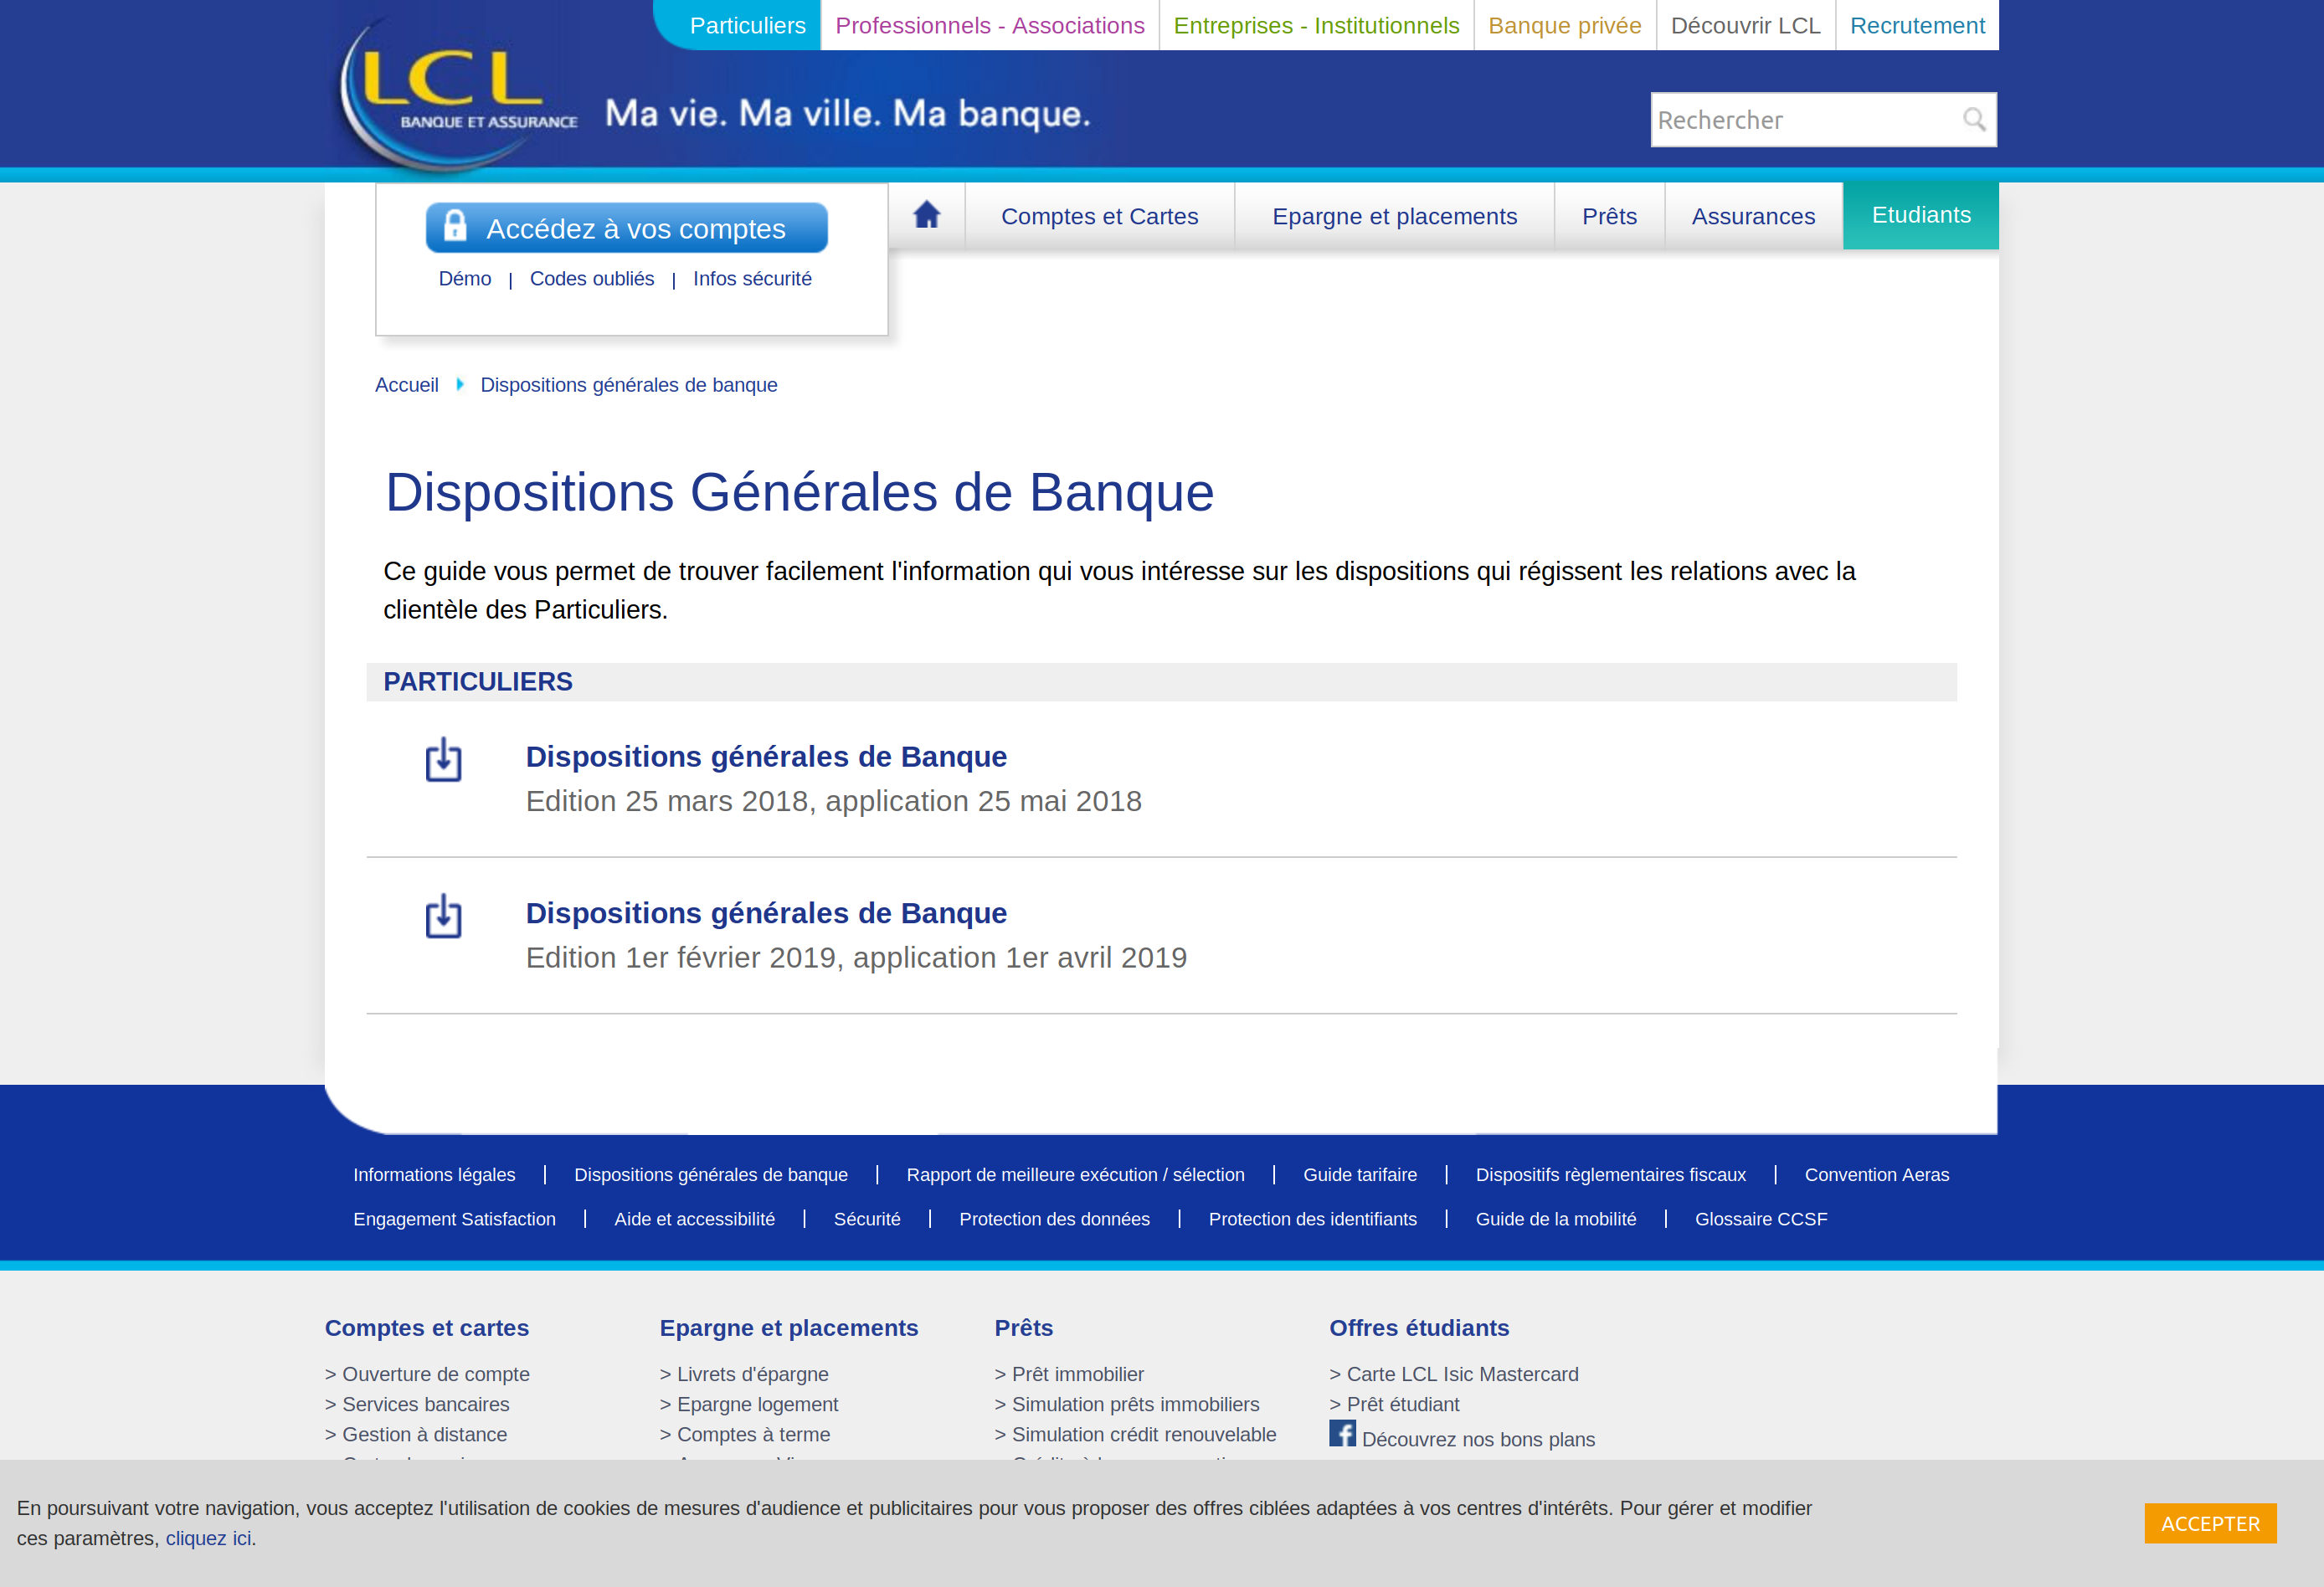 Particuliers Professionnels - Associations Entreprises - Institutionnels Banque privée Découvrir LCL Recrutement
LCL
BANQUE ET ASSURANCE
Ma vie. Ma ville. Ma banque.
Rechercher
Accédez à vos comptes
Démo | Codes oubliés | Infos sécurité
Comptes et Cartes Epargne et placements Prêts Assurances Etudiants
Accueil Dispositions générales de banque
Dispositions Générales de Banque
Ce guide vous permet de trouver facilement l'information qui vous intéresse sur les dispositions qui régissent les relations avec la
clientèle des Particuliers.
PARTICULIERS
Dispositions générales de Banque
Edition 25 mars 2018, application 25 mai 2018
Dispositions générales de Banque
Edition 1er février 2019, application 1er avril 2019
Informations légales | Dispositions générales de banque | Rapport de meilleure exécution / sélection | Guide tarifaire | Dispositifs règlementaires fiscaux | Convention Aeras
Engagement Satisfaction | Aide et accessibilité | Sécurité | Protection des données | Protection des identifiants | Guide de la mobilité | Glossaire CCSF
Comptes et cartes
> Ouverture de compte
> Services bancaires
> Gestion à distance
Epargne et placements
> Livrets d'épargne
> Epargne logement
> Comptes à terme
Prêts
> Prêt immobilier
> Simulation prêts immobiliers
> Simulation crédit renouvelable
Offres étudiants
> Carte LCL Isic Mastercard
> Prêt étudiant
Découvrez nos bons plans
En poursuivant votre navigation, vous acceptez l'utilisation de cookies de mesures d'audience et publicitaires pour vous proposer des offres ciblées adaptées à vos centres d'intérêts. Pour gérer et modifier
ces paramètres, cliquez ici.
ACCEPTER